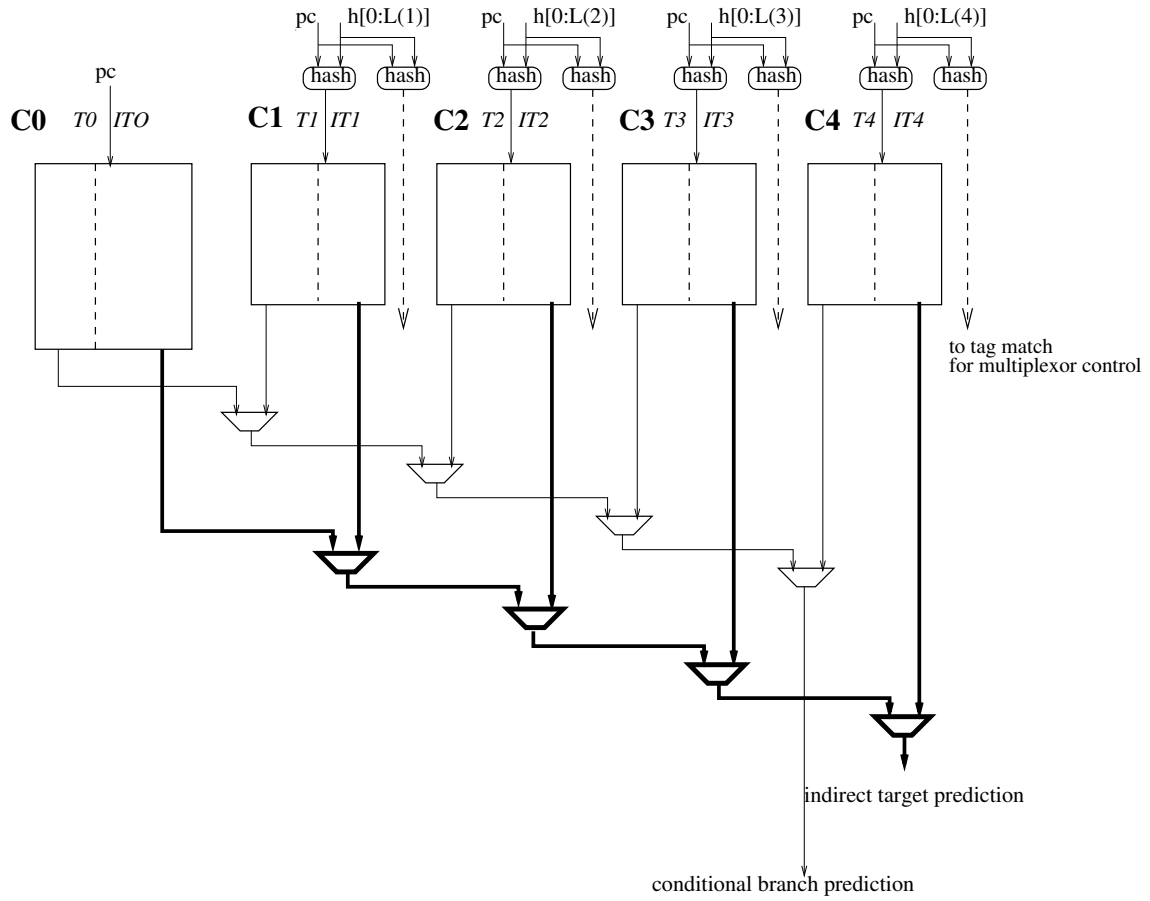 pc h[0:L(1)] pc h[0:L(2)] pc h[0:L(3)] pc h[0:L(4)]
pc hash hash hash hash hash hash hash hash
C0 T0 ITO C1 T1 IT1 C2 T2 IT2 C3 T3 IT3 C4 T4 IT4
to tag match
for multiplexor control
indirect target prediction
conditional branch prediction